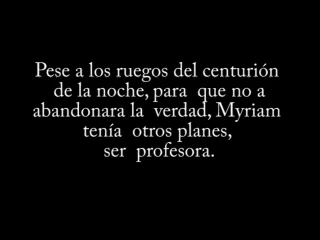 Pese a los ruegos del centurión
de la noche, para que no a
abandonara la verdad, Myriam
tenía otros planes,
ser profesora.